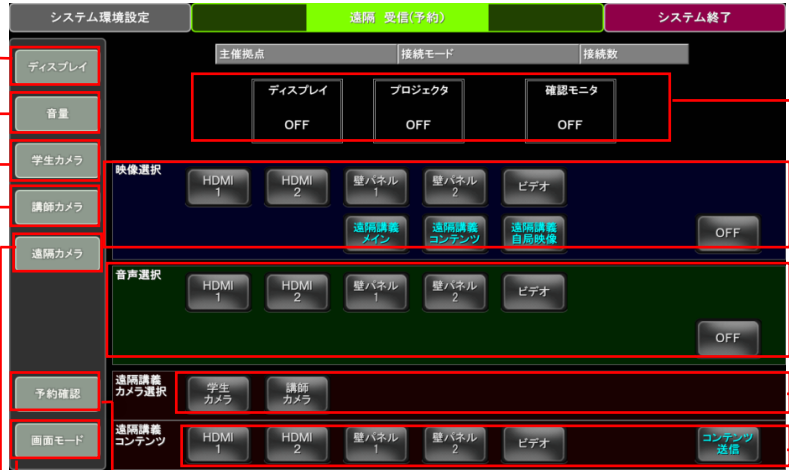 システム環境設定
遠隔 受信(予約)
システム終了
主催拠点
接続モード
接続数
ディスプレイ
音量
学生カメラ
講師カメラ
遠隔カメラ
予約確認
画面モード
ディスプレイ
OFF
プロジェクタ
OFF
確認モニタ
OFF
映像選択
HDMI
1
HDMI
2
壁パネル
1
壁パネル
2
ビデオ
遠隔講義
メイン
遠隔講義
コンテンツ
遠隔講義
自局映像
OFF
音声選択
HDMI
1
HDMI
2
壁パネル
1
壁パネル
2
ビデオ
OFF
遠隔講義
カメラ選択
学生
カメラ
講師
カメラ
遠隔講義
コンテンツ
HDMI
1
HDMI
2
壁パネル
1
壁パネル
2
ビデオ
コンテンツ
送信